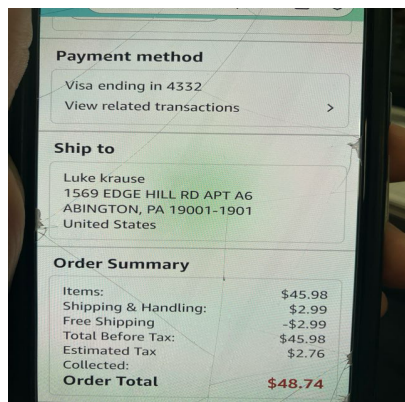 Payment method
Visa ending in 4332
View related transactions
Ship to
Luke krause
1569 EDGE HILL RD APT A6
ABINGTON, PA 19001-1901
United States
Order Summary
Items: $45.98
Shipping & Handling: $2.99
Free Shipping -$2.99
Total Before Tax: $45.98
Estimated Tax $2.76
Collected:
Order Total $48.74